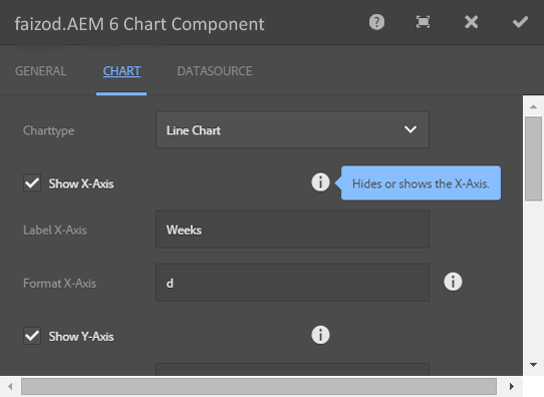 faizod.AEM 6 Chart Component
GENERAL CHART DATASOURCE
Charttype Line Chart
Show X-Axis Hides or shows the X-Axis.
Label X-Axis Weeks
Format X-Axis d
Show Y-Axis